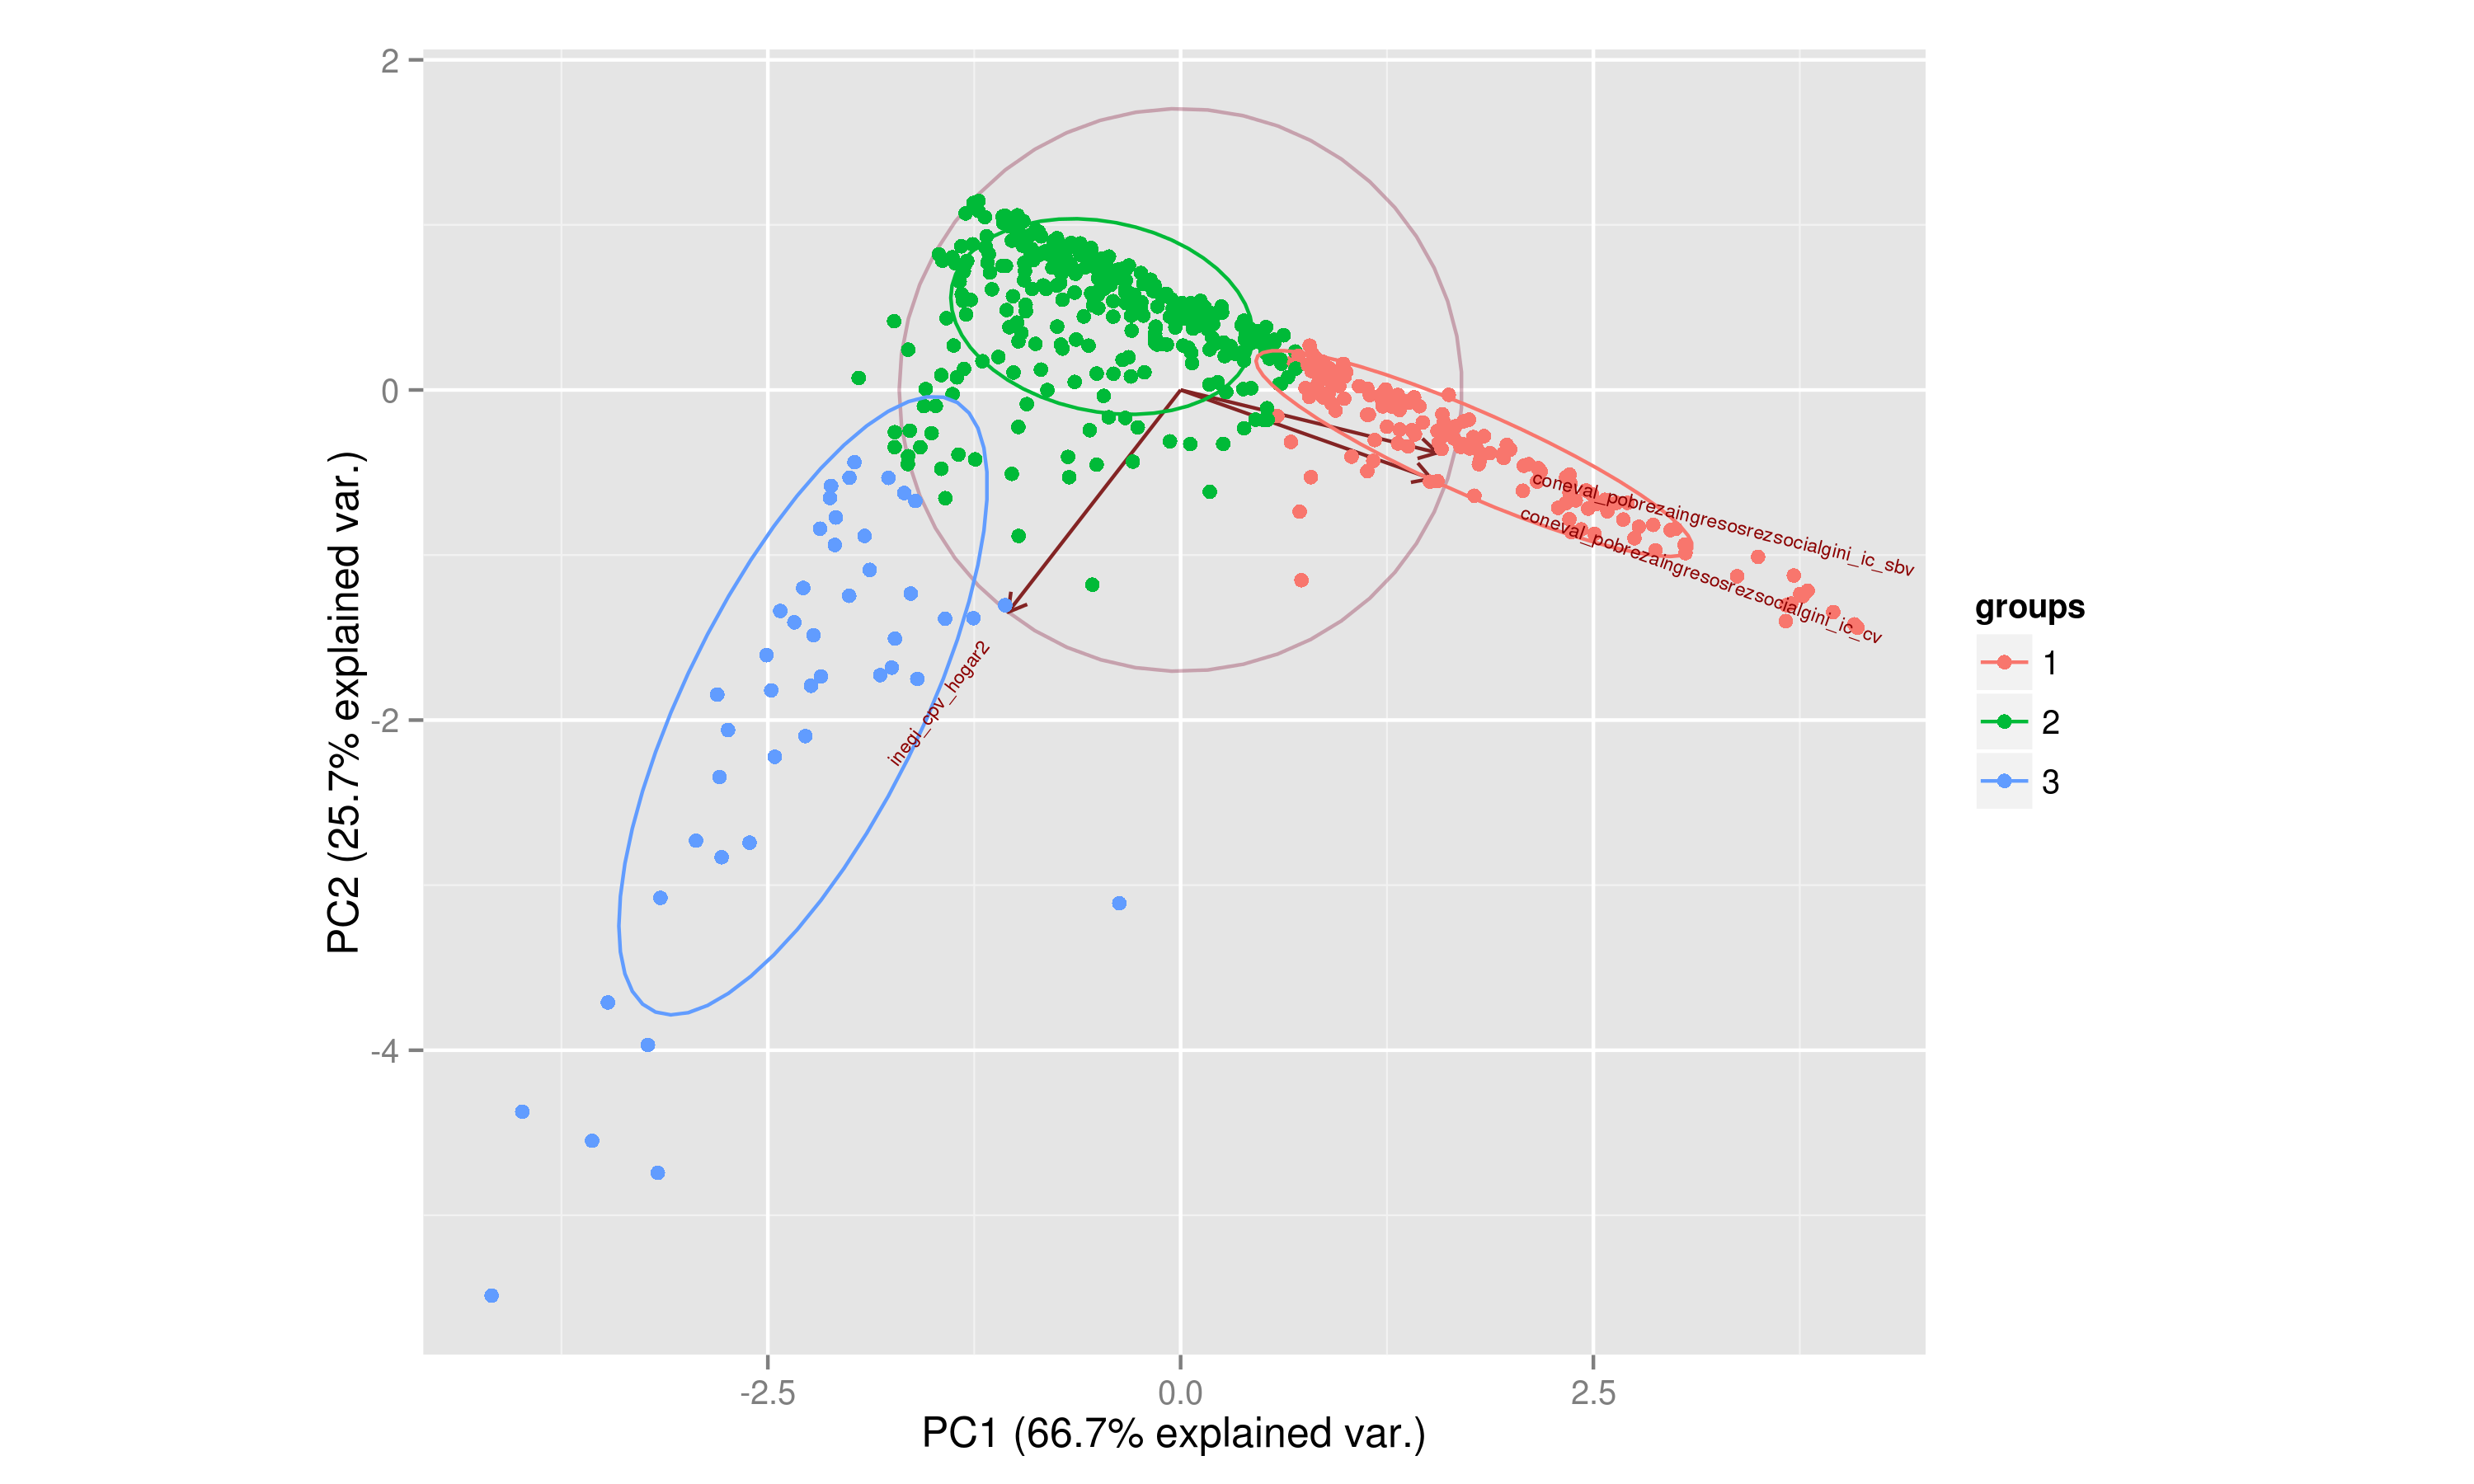 2
0
-2
-4
PC2 (25.7% explained var.)
coneval_pobrezaingresosrezsocialgini_ic_sbv
coneval_pobrezaingresosrezsocialgini_ic_cv
inegi_cpv_hogar2
-2.5
0.0
2.5
PC1 (66.7% explained var.)
groups
1
2
3